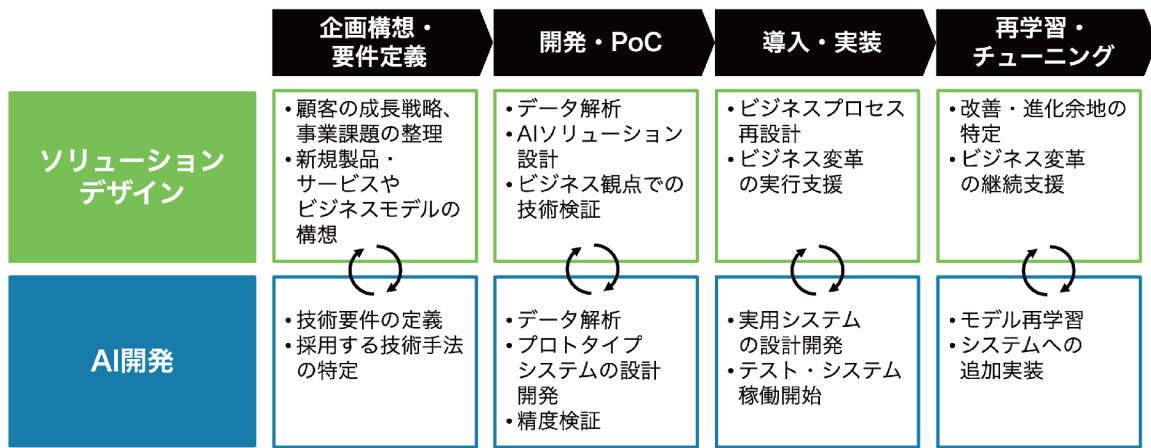 企画構想・
要件定義
開発・PoC
導入・実装
再学習・
チューニング
ソリューション
デザイン
•顧客の成長戦略、
事業課題の整理
•新規製品・
サービスや
ビジネスモデルの
構想
•データ解析
•AIソリューション
設計
•ビジネス観点での
技術検証
•ビジネスプロセス
再設計
•ビジネス変革
の実行支援
•改善・進化余地の
特定
•ビジネス変革
の継続支援
AI開発
•技術要件の定義
•採用する技術手法
の特定
•データ解析
•プロトタイプ
システムの設計
開発
•精度検証
•実用システム
の設計開発
•テスト・システム
稼働開始
•モデル再学習
•システムへの
追加実装